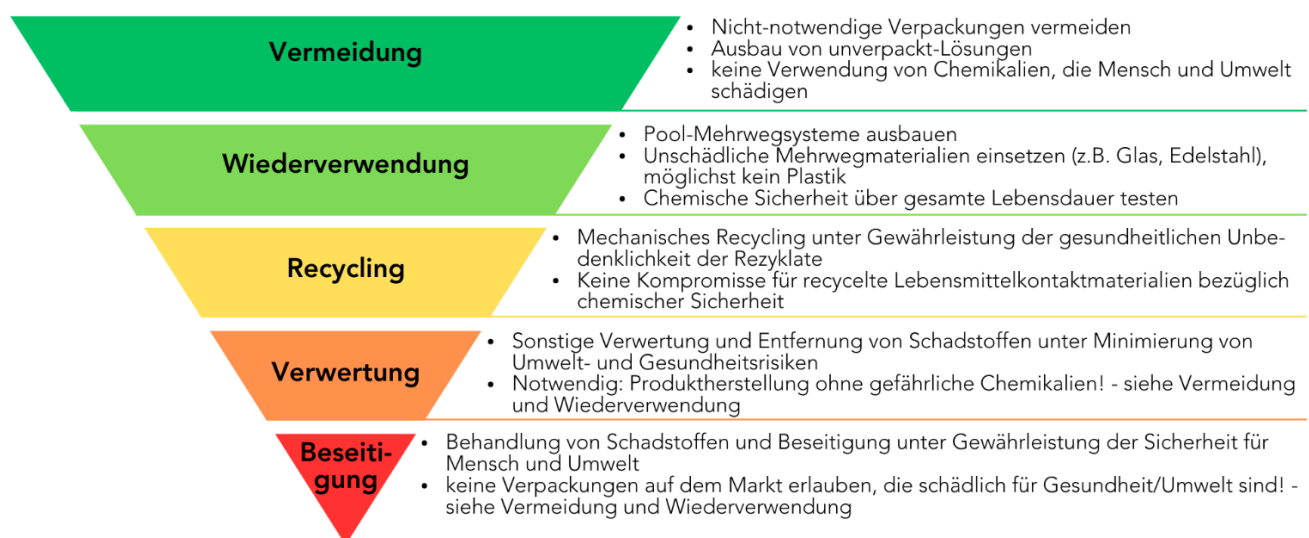 Vermeidung
• Nicht-notwendige Verpackungen vermeiden
• Ausbau von unverpackt-Lösungen
• keine Verwendung von Chemikalien, die Mensch und Umwelt
schädigen
Wiederverwendung
• Pool-Mehrwegsysteme ausbauen
• Unschädliche Mehrwegmaterialien einsetzen (z.B. Glas, Edelstahl),
möglichst kein Plastik
• Chemische Sicherheit über gesamte Lebensdauer testen
Recycling
• Mechanisches Recycling unter Gewährleistung der gesundheitlichen Unbe-
denklichkeit der Rezyklate
• Keine Kompromisse für recycelte Lebensmittelkontaktmaterialien bezüglich
chemischer Sicherheit
Verwertung
• Sonstige Verwertung und Entfernung von Schadstoffen unter Minimierung von
Umwelt- und Gesundheitsrisiken
• Notwendig: Produktherstellung ohne gefährliche Chemikalien! - siehe Vermeidung
und Wiederverwendung
Beseiti-
gung
• Behandlung von Schadstoffen und Beseitigung unter Gewährleistung der Sicherheit für
Mensch und Umwelt
• keine Verpackungen auf dem Markt erlauben, die schädlich für Gesundheit/Umwelt sind! -
siehe Vermeidung und Wiederverwendung